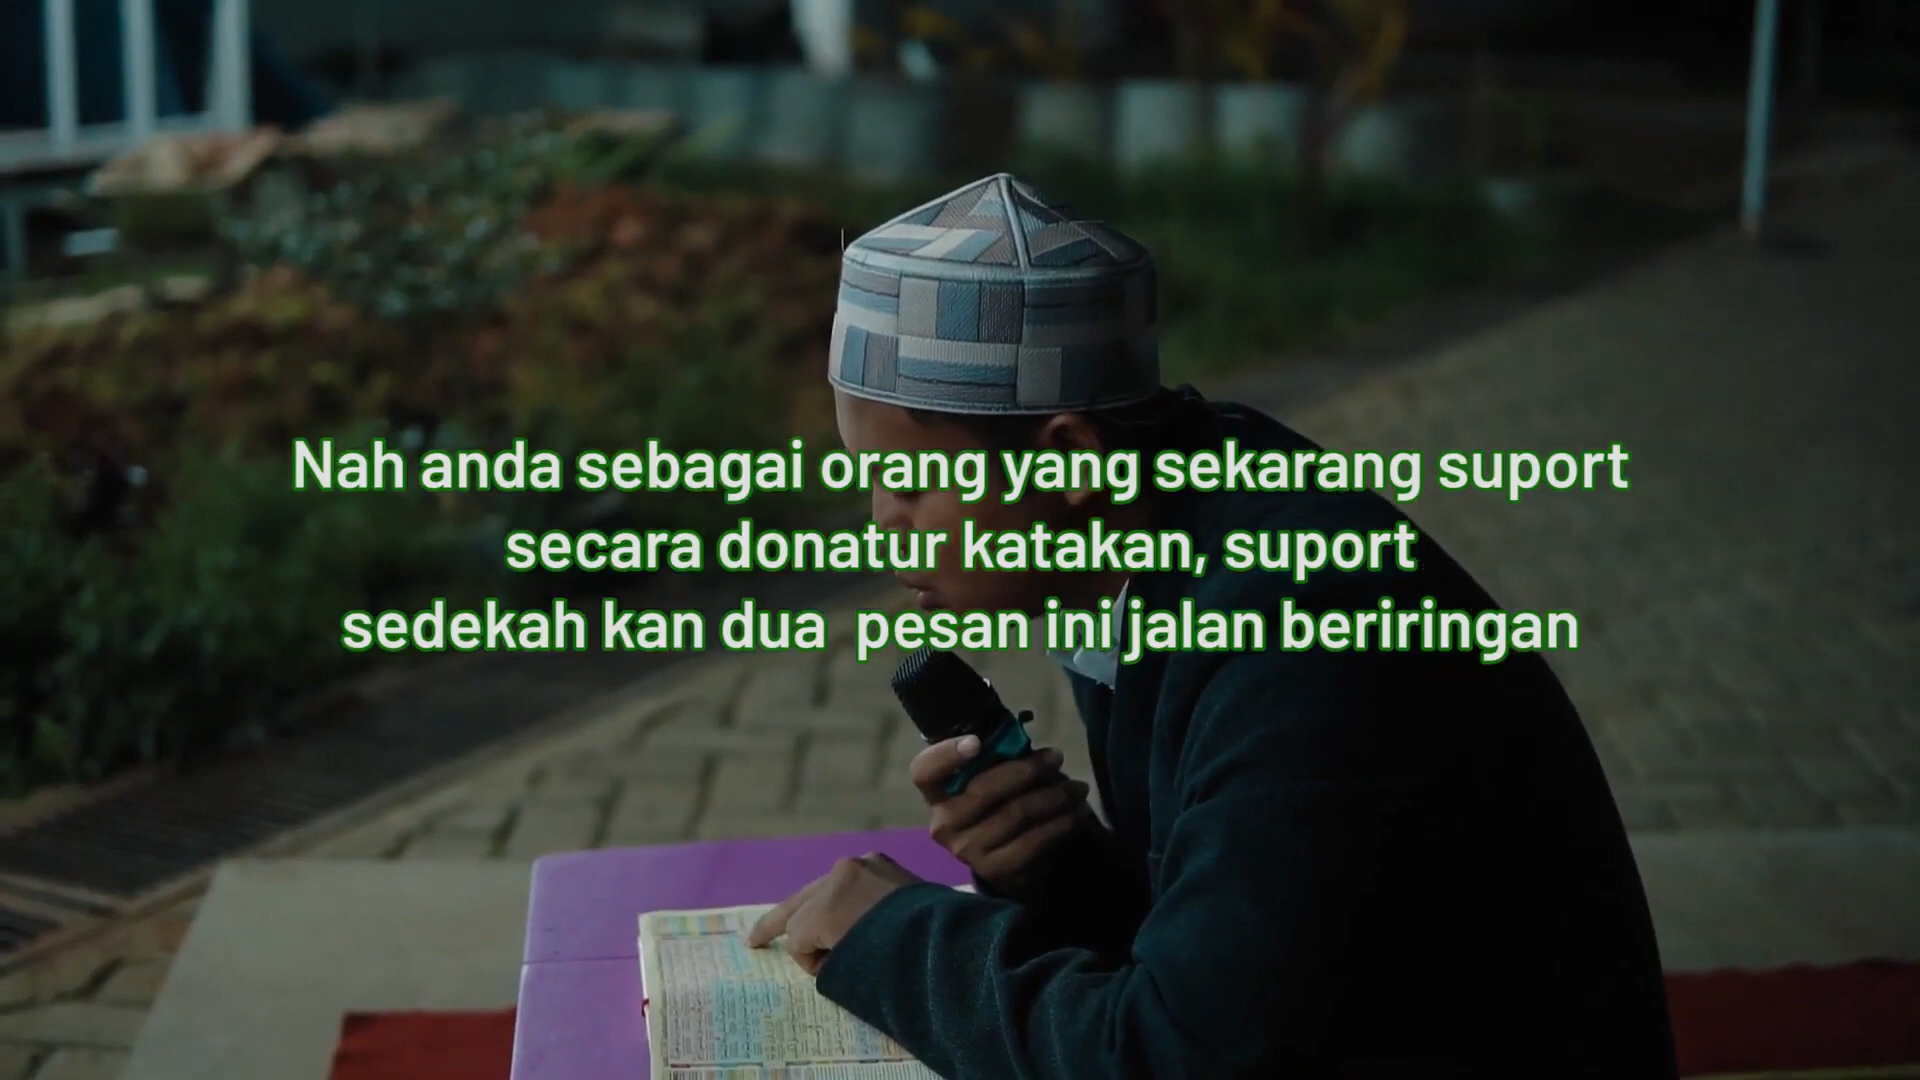 Nah anda sebagai orang yang sekarang suport
secara donatur katakan, suport
sedekah kan dua  pesan ini jalan beriringan